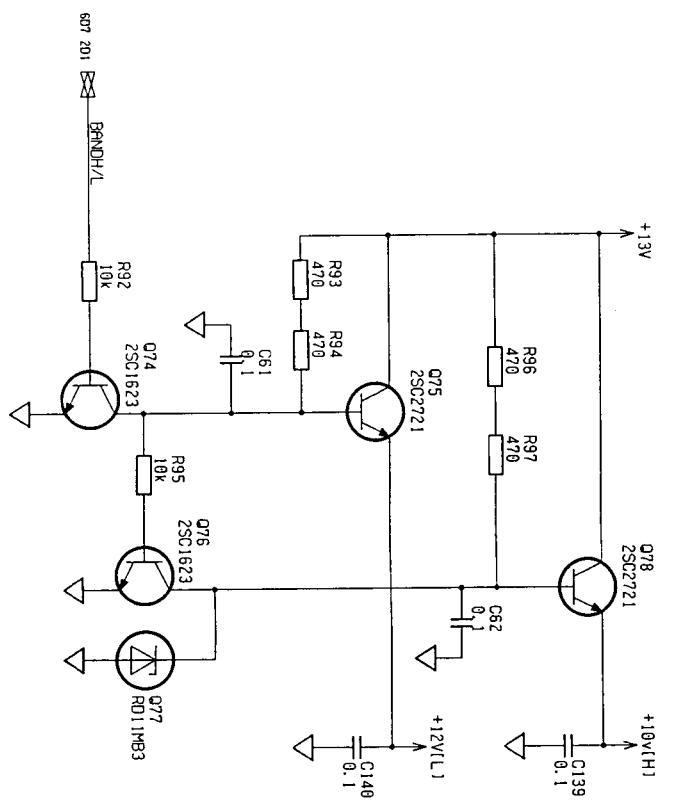 6D7 2D1
BANDH/L
R92
10k
Q74
2SC1623
C61
0.1
R93
470
R94
470
+13V
Q75
2SC2721
R96
470
R97
470
R95
10k
Q76
2SC1623
Q78
2SC2721
C62
0.1
Q77
RD11MB3
+12V[L]
C140
0.1
+10v[H]
C139
0.1